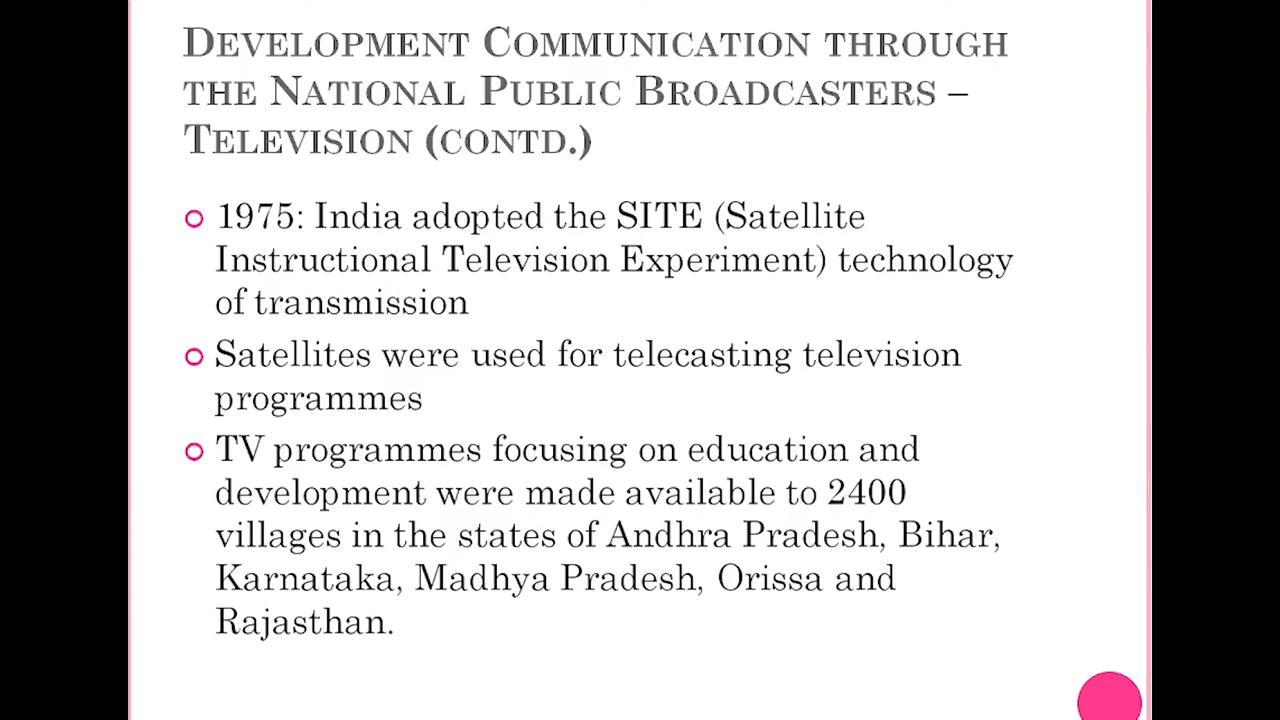 Development Communication through
the National Public Broadcasters –
Television (contd.)
1975: India adopted the SITE (Satellite
Instructional Television Experiment) technology
of transmission
Satellites were used for telecasting television
programmes
TV programmes focusing on education and
development were made available to 2400
villages in the states of Andhra Pradesh, Bihar,
Karnataka, Madhya Pradesh, Orissa and
Rajasthan.